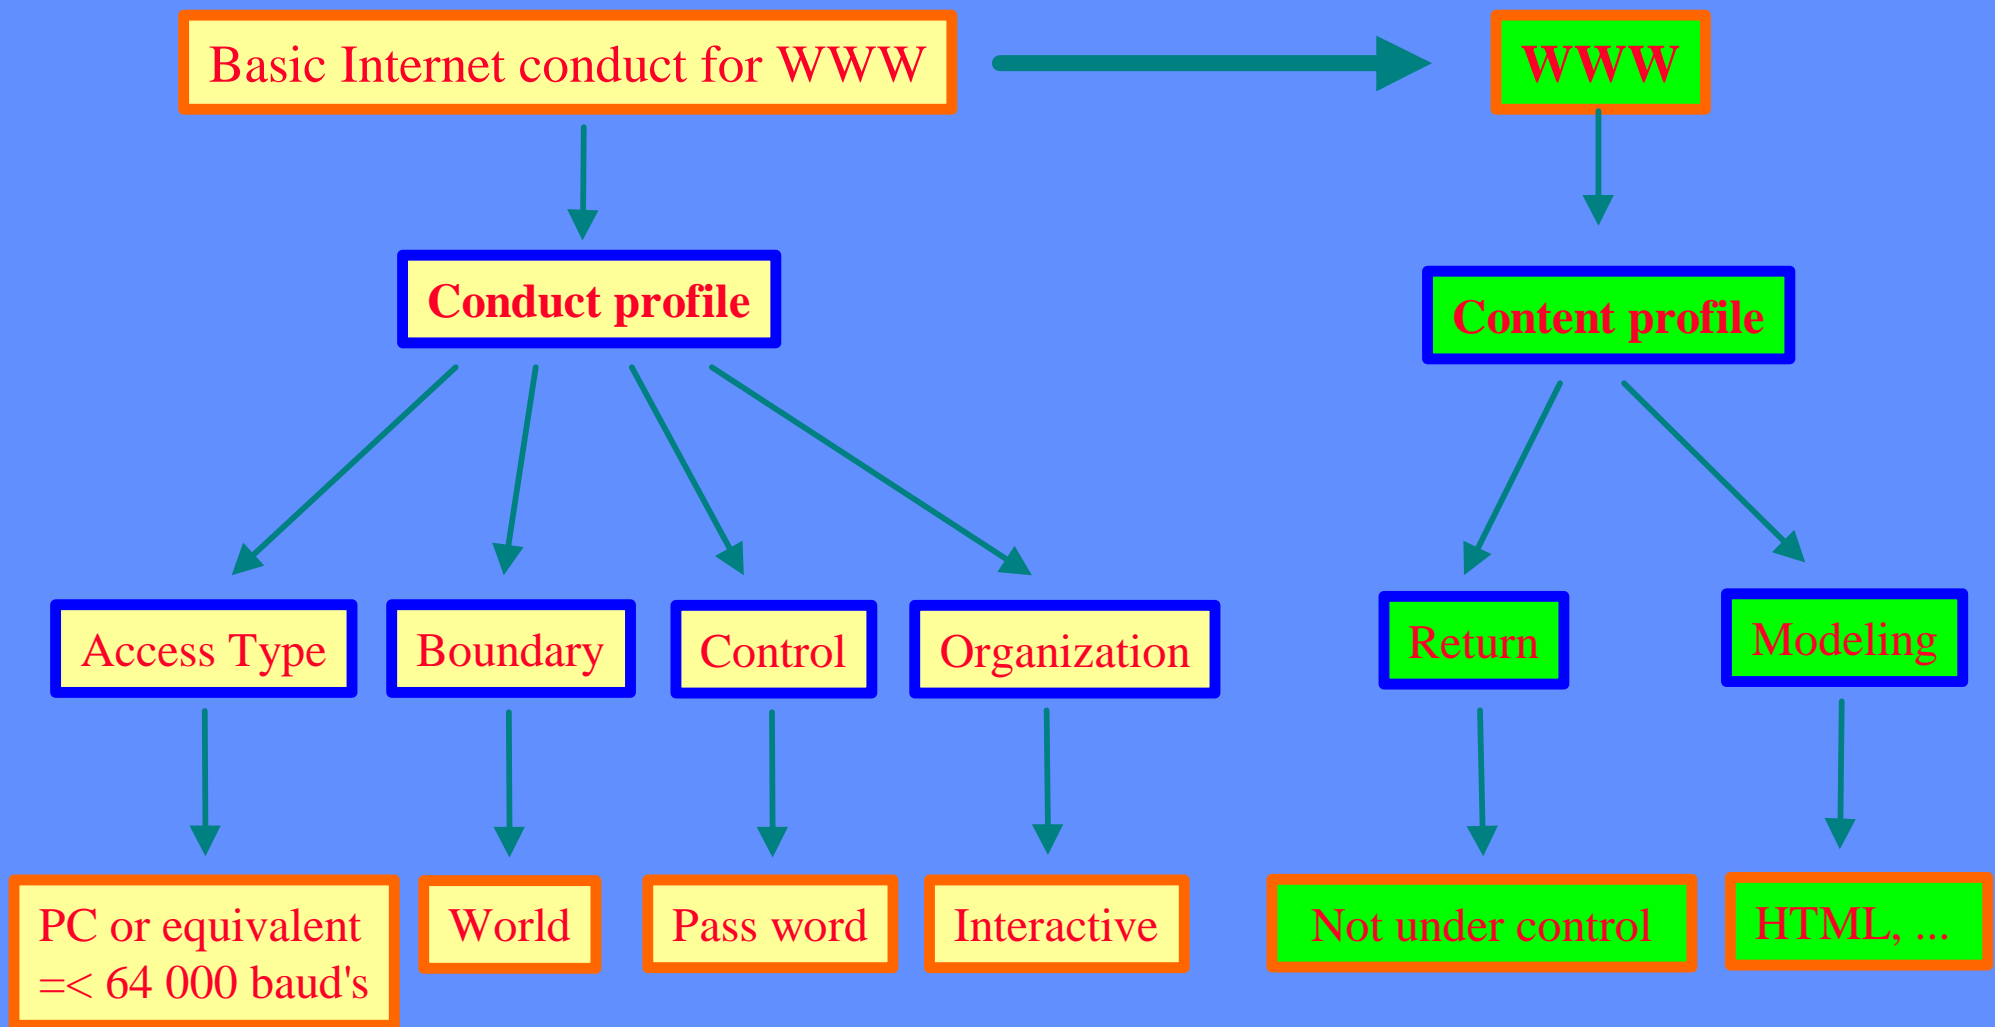 Basic Internet conduct for WWW
WWW
Conduct profile
Content profile
Access Type
Boundary
Control
Organization
Return
Modeling
PC or equivalent
=< 64 000 baud's
World
Pass word
Interactive
Not under control
HTML, ...